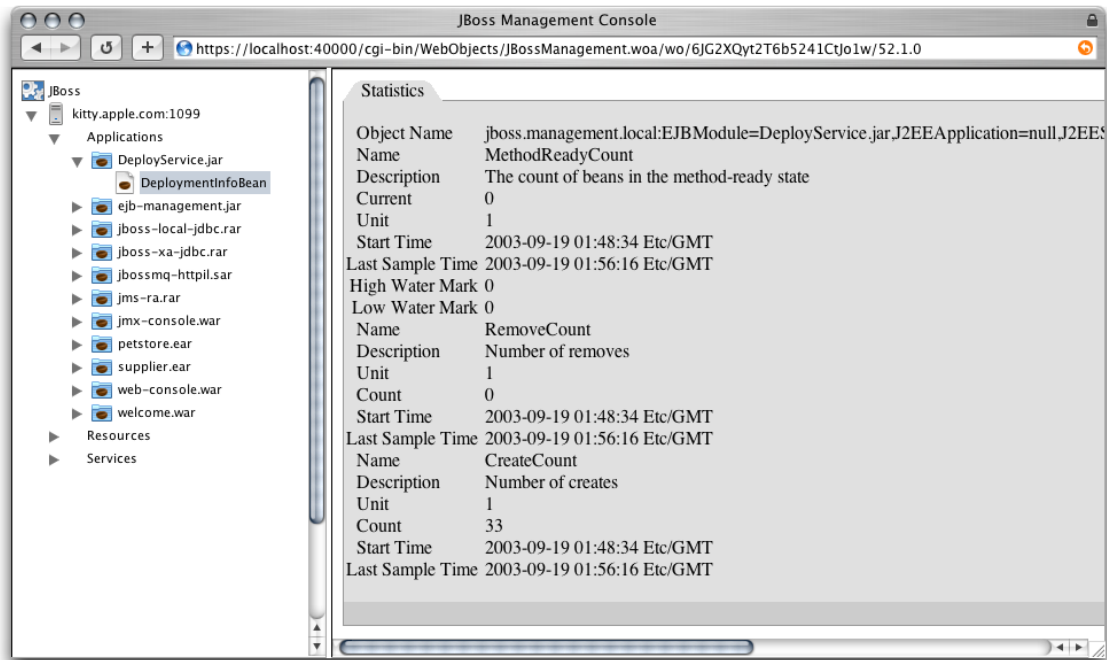 JBoss Management Console
https://localhost:40000/cgi-bin/WebObjects/JBossManagement.woa/wo/6JG2XQyt2T6b5241CtJo1w/52.1.0
JBoss
kitty.apple.com:1099
Applications
DeployService.jar
DeploymentInfoBean
ejb-management.jar
jboss-local-jdbc.rar
jboss-xa-jdbc.rar
jbossmq-httpil.sar
jms-ra.rar
jmx-console.war
petstore.ear
supplier.ear
web-console.war
welcome.war
Resources
Services
Statistics
Object Name jboss.management.local:EJBModule=DeployService.jar,J2EEApplication=null,J2EES
Name MethodReadyCount
Description The count of beans in the method-ready state
Current 0
Unit 1
Start Time 2003-09-19 01:48:34 Etc/GMT
Last Sample Time 2003-09-19 01:56:16 Etc/GMT
High Water Mark 0
Low Water Mark 0
Name RemoveCount
Description Number of removes
Unit 1
Count 0
Start Time 2003-09-19 01:48:34 Etc/GMT
Last Sample Time 2003-09-19 01:56:16 Etc/GMT
Name CreateCount
Description Number of creates
Unit 1
Count 33
Start Time 2003-09-19 01:48:34 Etc/GMT
Last Sample Time 2003-09-19 01:56:16 Etc/GMT